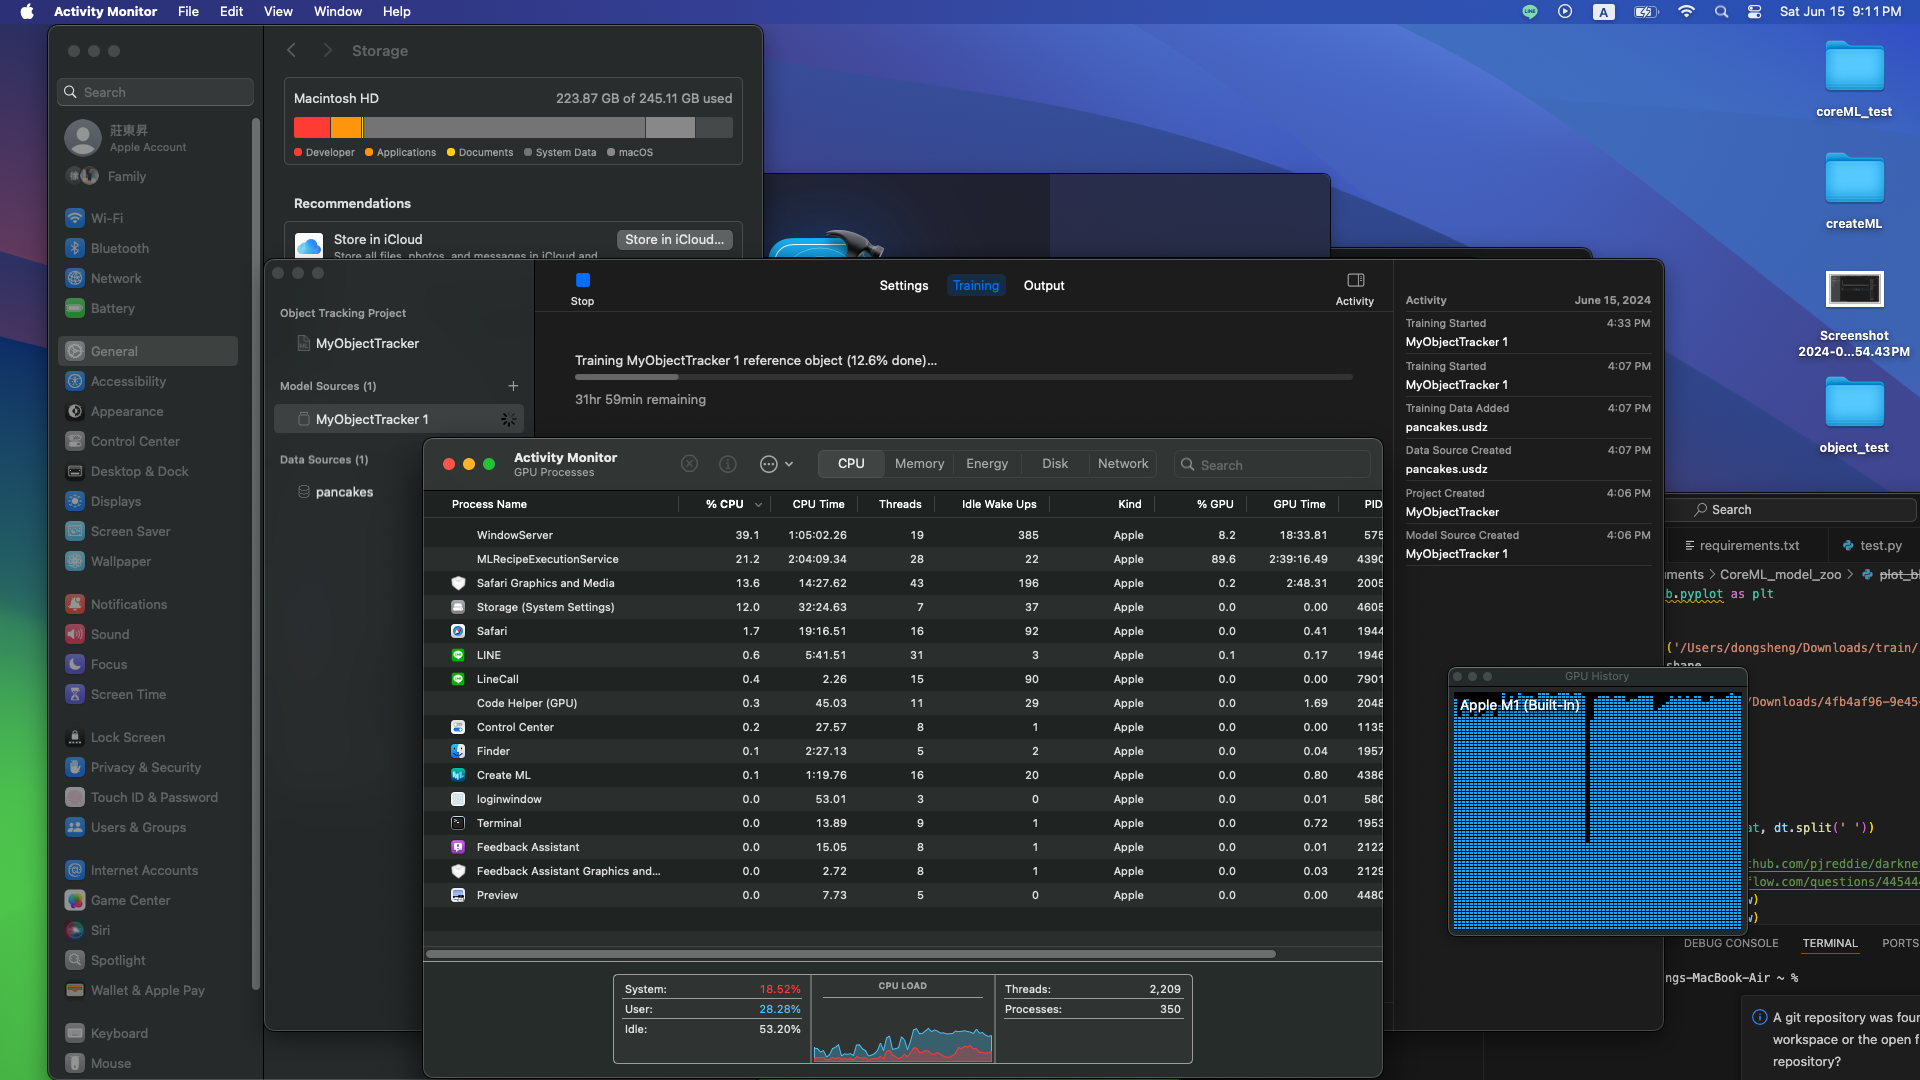 Activity Monitor File Edit View Window Help
LINE A Sat Jun 15 9:11 PM
Search
莊東昇
Apple Account
Family
Wi-Fi
Bluetooth
Network
Battery
General
Accessibility
Appearance
Control Center
Desktop & Dock
Displays
Screen Saver
Wallpaper
Notifications
Sound
Focus
Screen Time
Lock Screen
Privacy & Security
Touch ID & Password
Users & Groups
Internet Accounts
Game Center
Siri
Spotlight
Wallet & Apple Pay
Keyboard
Mouse
Storage
Macintosh HD 223.87 GB of 245.11 GB used
Developer Applications Documents System Data macOS
Recommendations
Store in iCloud Store in iCloud...
Store all files, photos, and messages in iCloud and
Object Tracking Project
MyObjectTracker
Model Sources (1) +
MyObjectTracker 1
Data Sources (1)
pancakes
Stop Settings Training Output Activity
Training MyObjectTracker 1 reference object (12.6% done)...
31hr 59min remaining
Activity June 15, 2024
Training Started 4:33 PM
MyObjectTracker 1
Training Started 4:07 PM
MyObjectTracker 1
Training Data Added 4:07 PM
pancakes.usdz
Data Source Created 4:07 PM
pancakes.usdz
Project Created 4:06 PM
MyObjectTracker
Model Source Created 4:06 PM
MyObjectTracker 1
Activity Monitor
GPU Processes
CPU Memory Energy Disk Network Search
Process Name % CPU CPU Time Threads Idle Wake Ups Kind % GPU GPU Time PID
WindowServer 39.1 1:05:02.26 19 385 Apple 8.2 18:33.81 575
MLRecipeExecutionService 21.2 2:04:09.34 28 22 Apple 89.6 2:39:16.49 4390
Safari Graphics and Media 13.6 14:27.62 43 196 Apple 0.2 2:48.31 2005
Storage (System Settings) 12.0 32:24.63 7 37 Apple 0.0 0.00 4605
Safari 1.7 19:16.51 16 92 Apple 0.0 0.41 1944
LINE 0.6 5:41.51 31 3 Apple 0.1 0.17 1946
LineCall 0.4 2.26 15 90 Apple 0.0 0.00 7901
Code Helper (GPU) 0.3 45.03 11 29 Apple 0.0 1.69 2048
Control Center 0.2 27.57 8 1 Apple 0.0 0.00 1135
Finder 0.1 2:27.13 5 2 Apple 0.0 0.04 1957
Create ML 0.1 1:19.76 16 20 Apple 0.0 0.80 4386
loginwindow 0.0 53.01 3 0 Apple 0.0 0.01 580
Terminal 0.0 13.89 9 1 Apple 0.0 0.72 1953
Feedback Assistant 0.0 15.05 8 1 Apple 0.0 0.01 2122
Feedback Assistant Graphics and... 0.0 2.72 8 1 Apple 0.0 0.03 2129
Preview 0.0 7.73 5 0 Apple 0.0 0.00 4480
System: 18.52%
User: 28.28%
Idle: 53.20%
CPU LOAD
Threads: 2,209
Processes: 350
GPU History
Apple M1 (Built-In)
coreML_test
createML
Screenshot
2024-0...54.43 PM
object_test
Search
requirements.txt test.py
uments > CoreML_model_zoo > plot_b
b.pyplot as plt
('/Users/dongsheng/Downloads/train/
shape
/Downloads/4fb4af96-9e45-
at, dt.split(' '))
thub.com/pjreddie/darkne
flow.com/questions/44544
w)
w)
DEBUG CONSOLE TERMINAL PORTS
ngs-MacBook-Air ~ %
A git repository was four
workspace or the open f
repository?